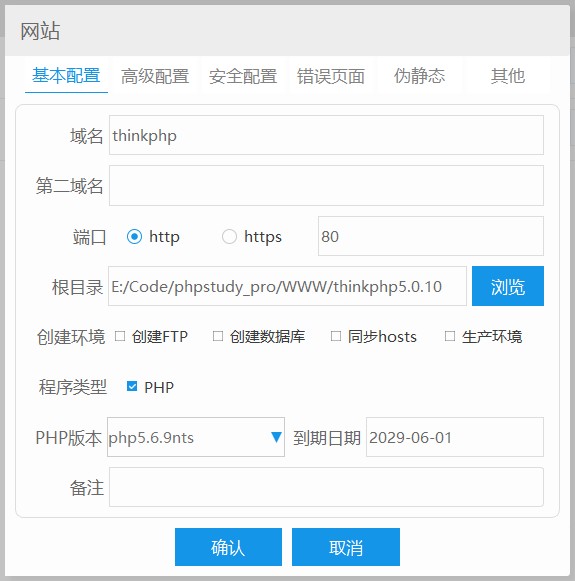 网站
基本配置 高级配置 安全配置 错误页面 伪静态 其他
域名 thinkphp
第二域名
端口 http https 80
根目录 E:/Code/phpstudy_pro/WWW/thinkphp5.0.10 浏览
创建环境 创建FTP 创建数据库 同步hosts 生产环境
程序类型 PHP
PHP版本 php5.6.9nts 到期日期 2029-06-01
备注
确认 取消